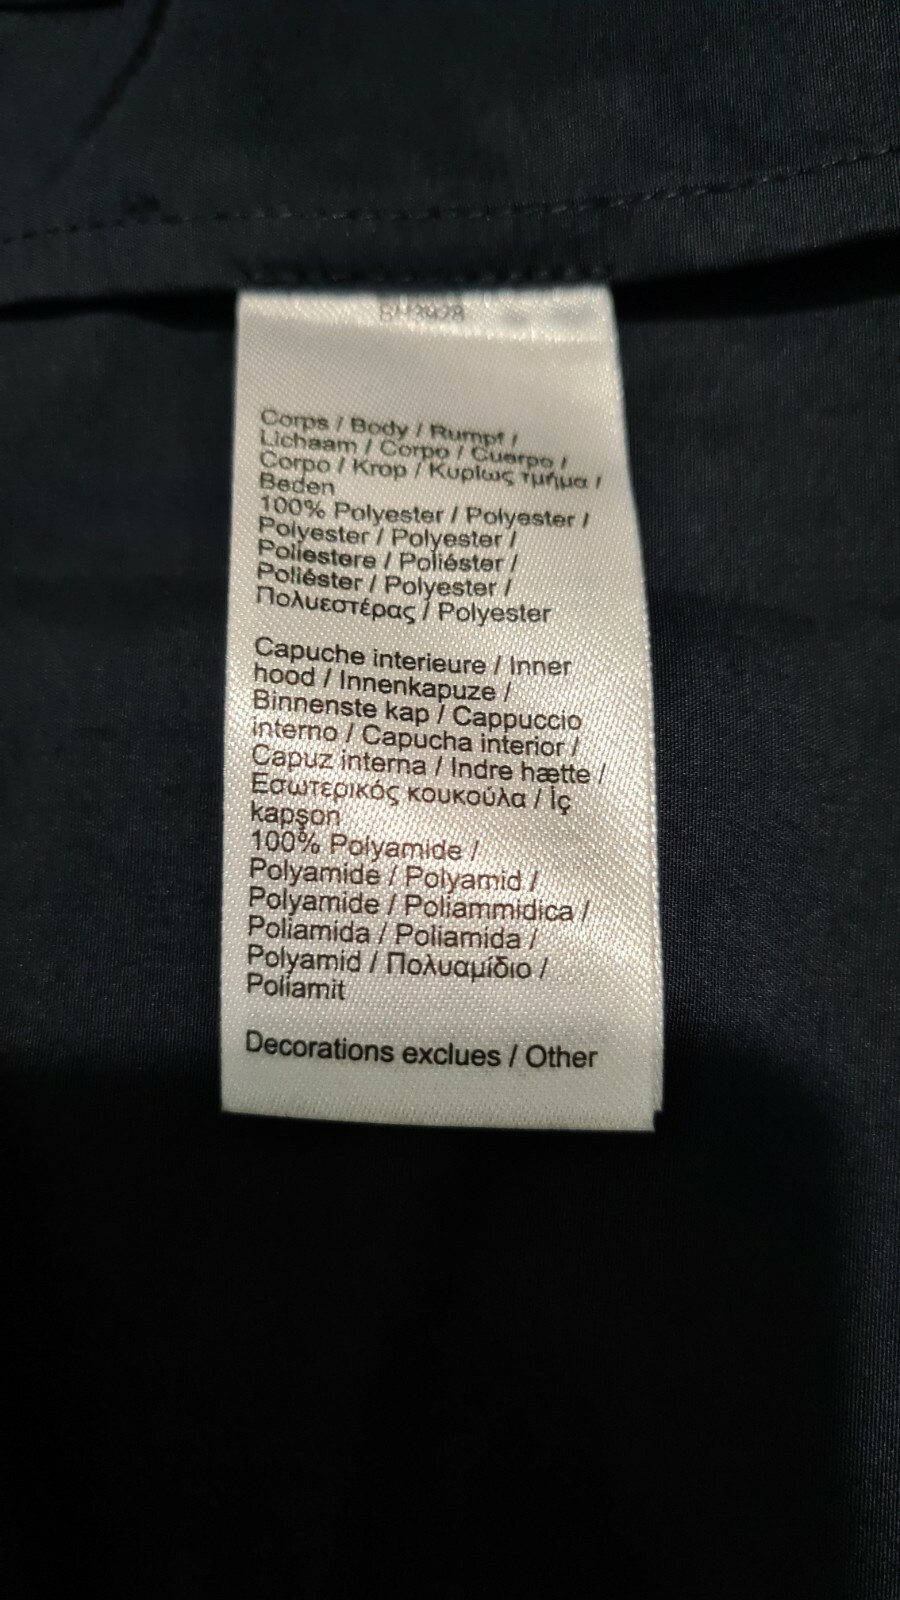 Corps / Body / Rumpf /
Lichaam / Corpo / Cuerpo /
Corpo / Krop / Κυρίως τμήμα /
Beden
100% Polyester / Polyester /
Polyester / Polyester /
Poliestere / Poliéster /
Poliéster / Polyester /
Πολυεστέρας / Polyester
Capuche interieure / Inner
hood / Innenkapuze /
Binnenste kap / Cappuccio
interno / Capucha interior /
Capuz interna / Indre hætte /
Εσωτερικός κουκούλα / İç
kapşon
100% Polyamide /
Polyamide / Polyamid /
Polyamide / Poliammidica /
Poliamida / Poliamida /
Polyamid / Πολυαμίδιο /
Poliamit
Decorations exclues / Other